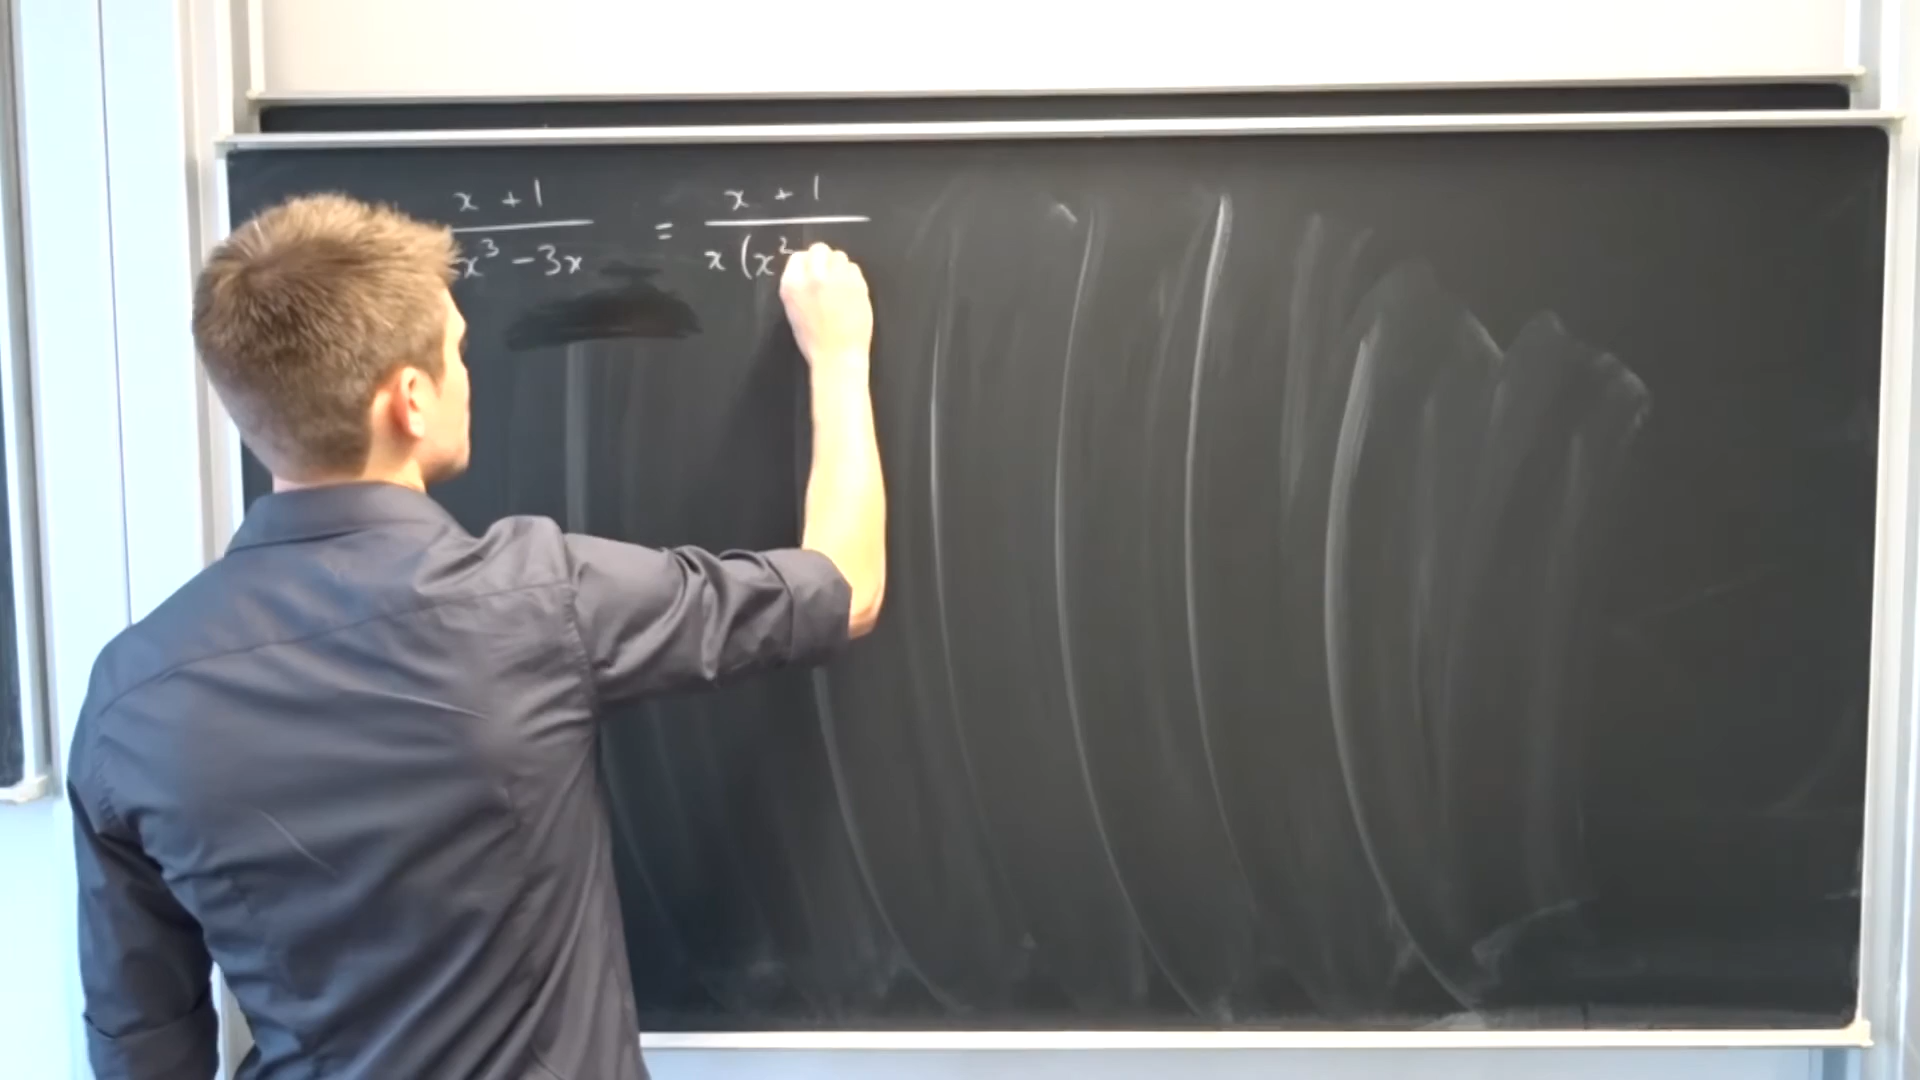 x + 1 = x + 1
x³ - 3x x (x²